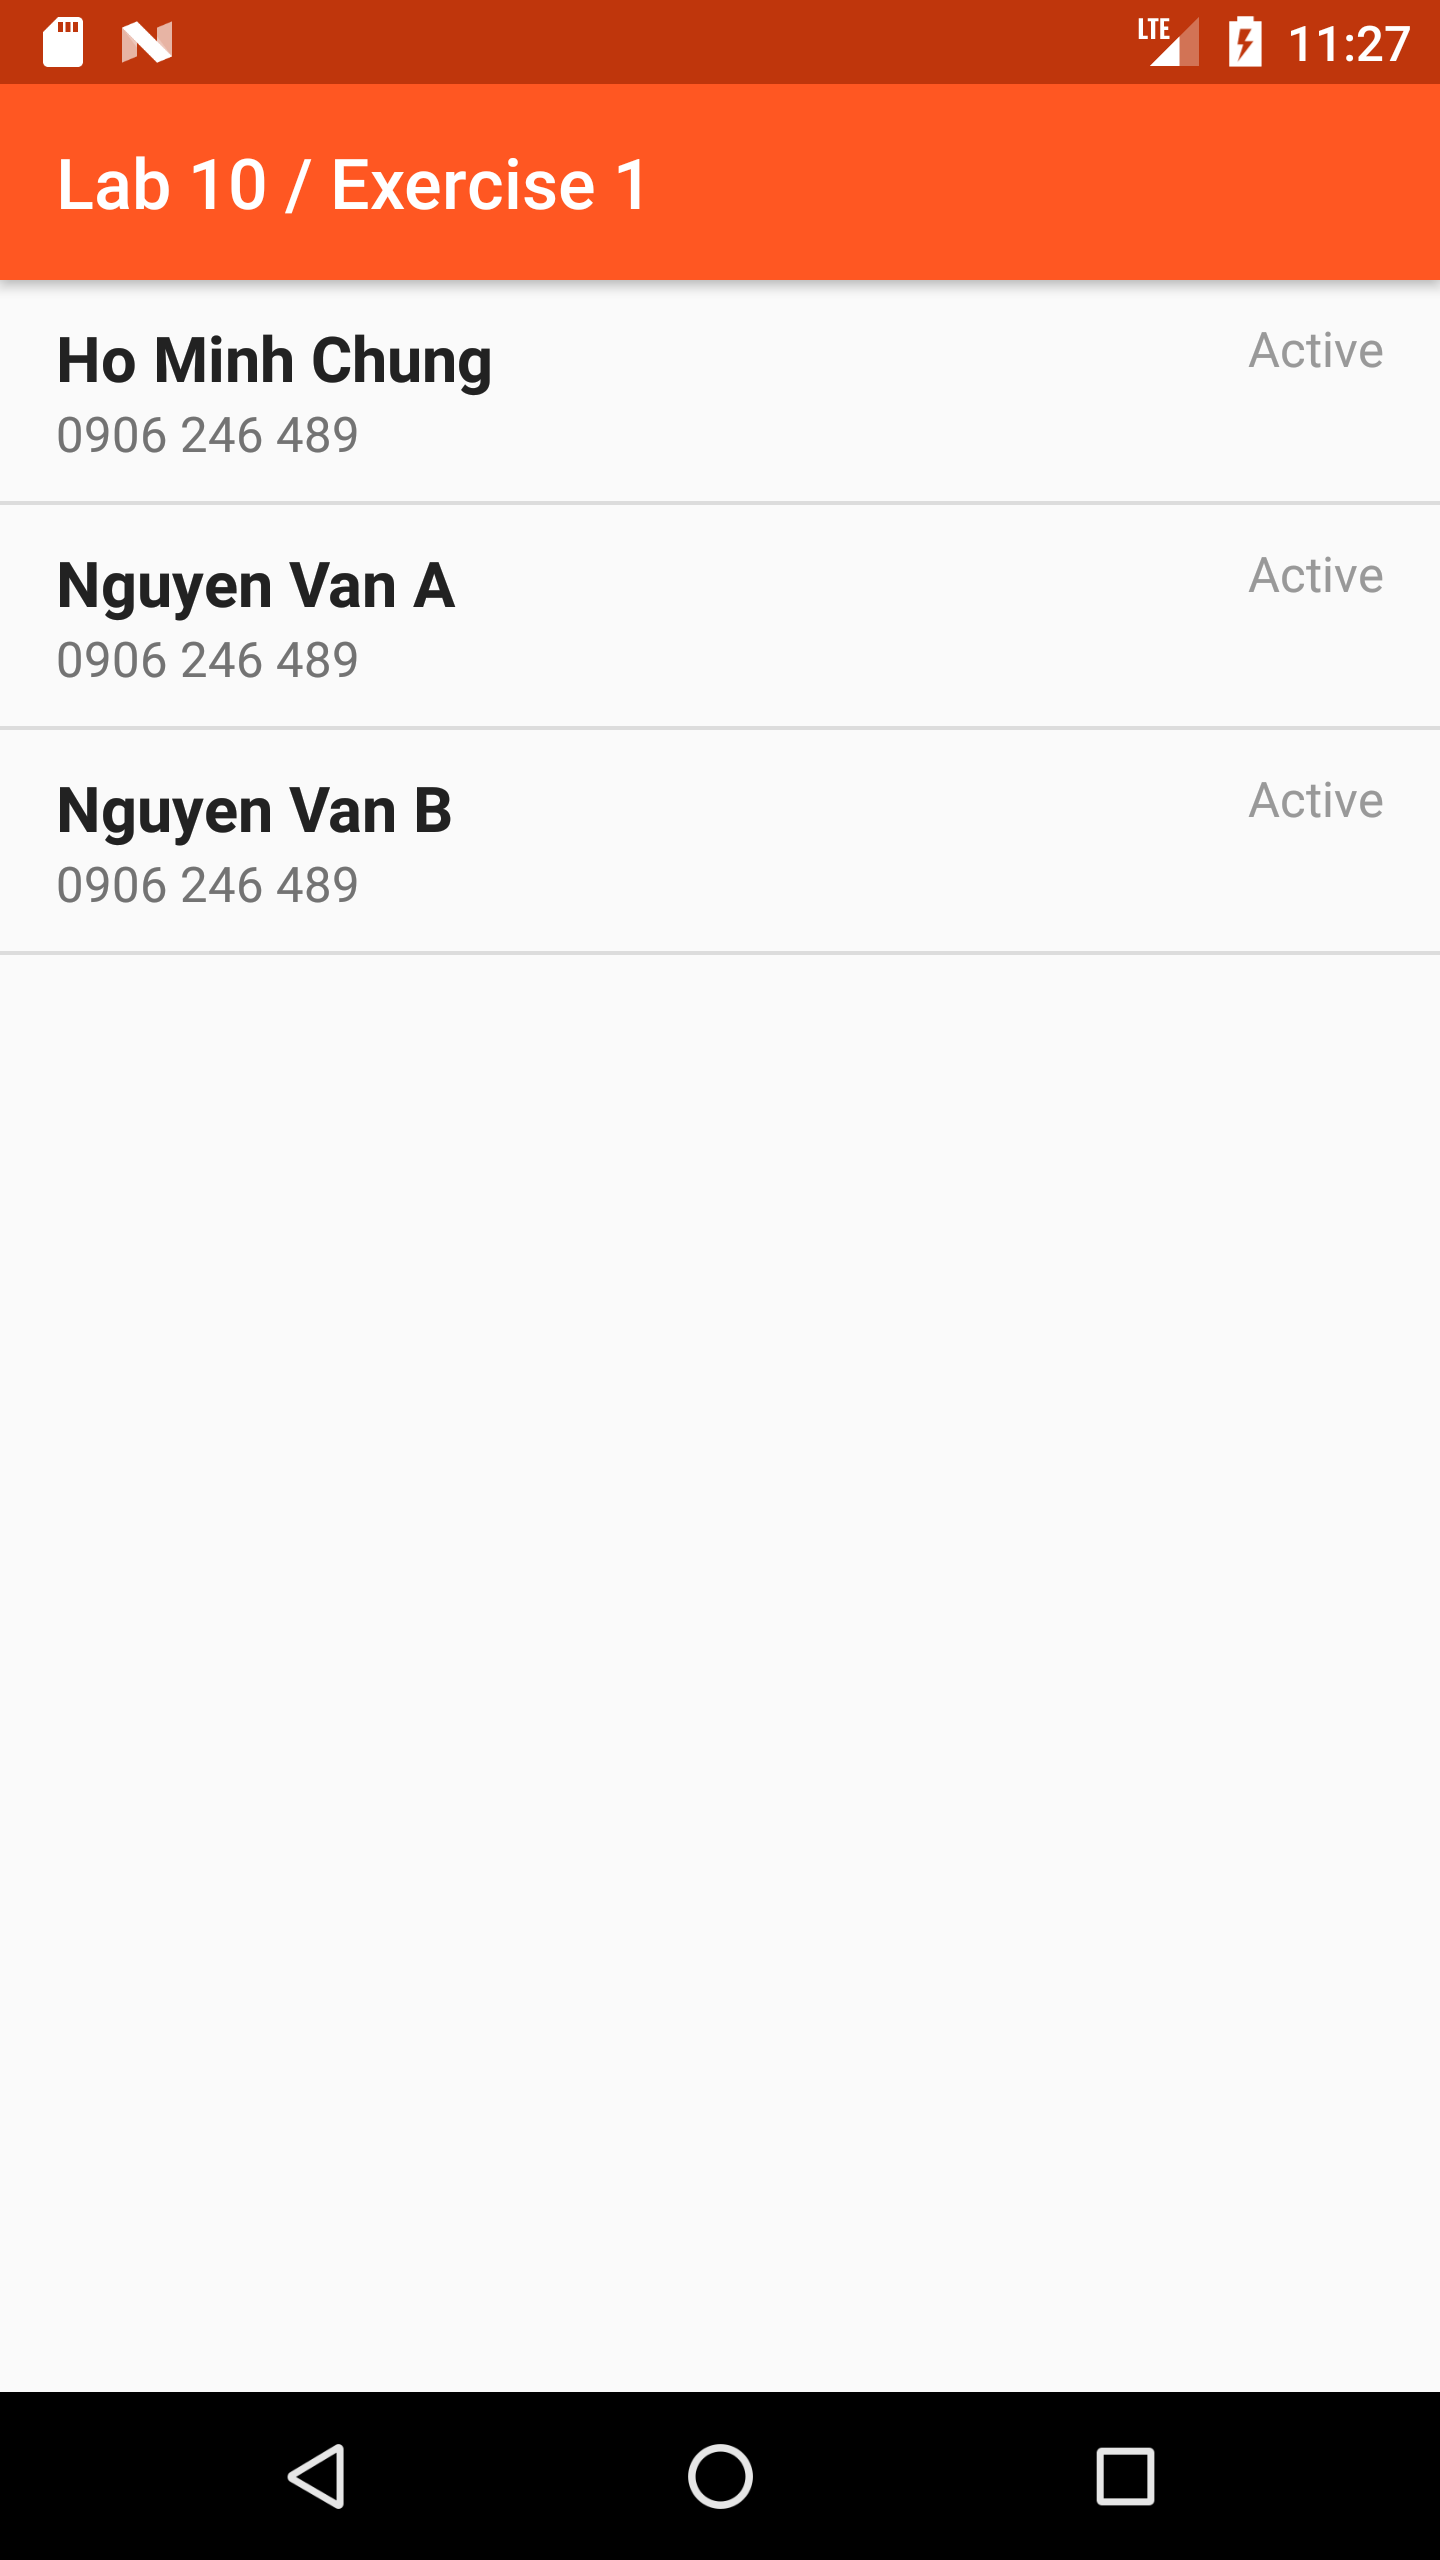 LTE 11:27
Lab 10 / Exercise 1
Ho Minh Chung Active
0906 246 489
Nguyen Van A Active
0906 246 489
Nguyen Van B Active
0906 246 489